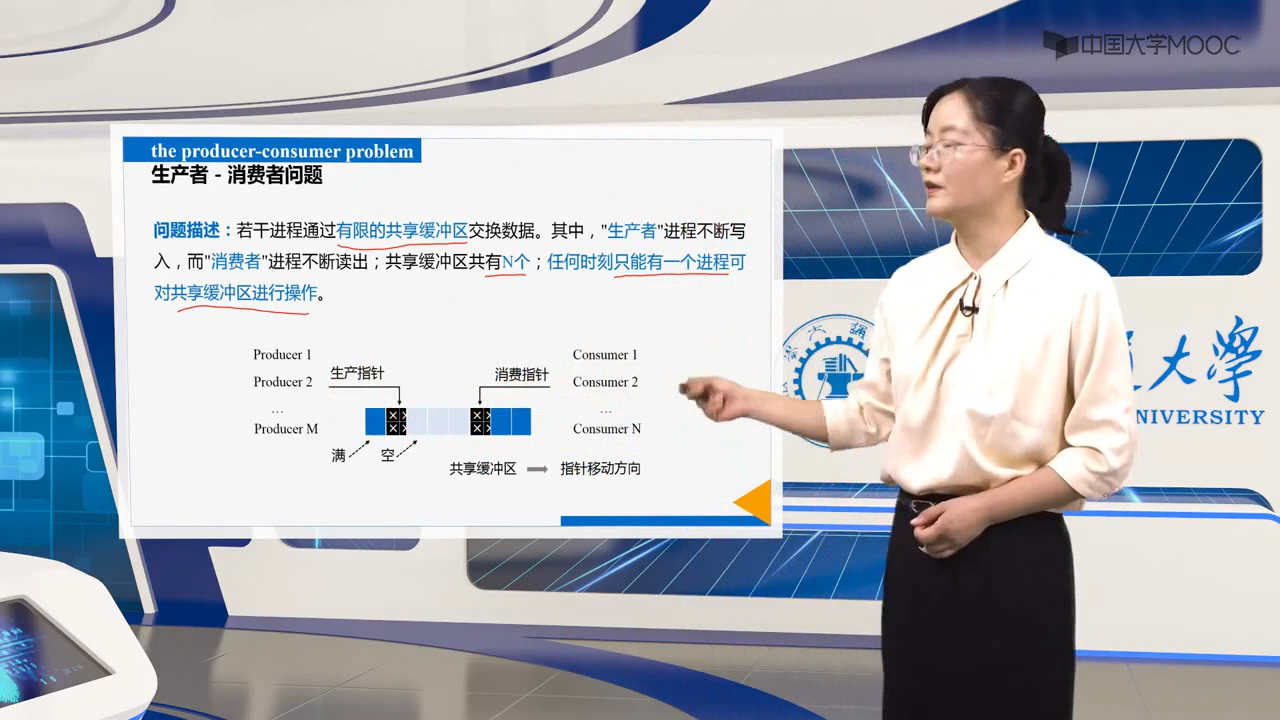 中国大学MOOC
the producer-consumer problem
生产者－消费者问题
问题描述：若干进程通过有限的共享缓冲区交换数据。其中，"生产者"进程不断写
入，而"消费者"进程不断读出；共享缓冲区共有N个；任何时刻只能有一个进程可
对共享缓冲区进行操作。
Producer 1
Producer 2
…
Producer M
生产指针
消费指针
Consumer 1
Consumer 2
…
Consumer N
满
空
共享缓冲区
指针移动方向
大學
NIVERSITY